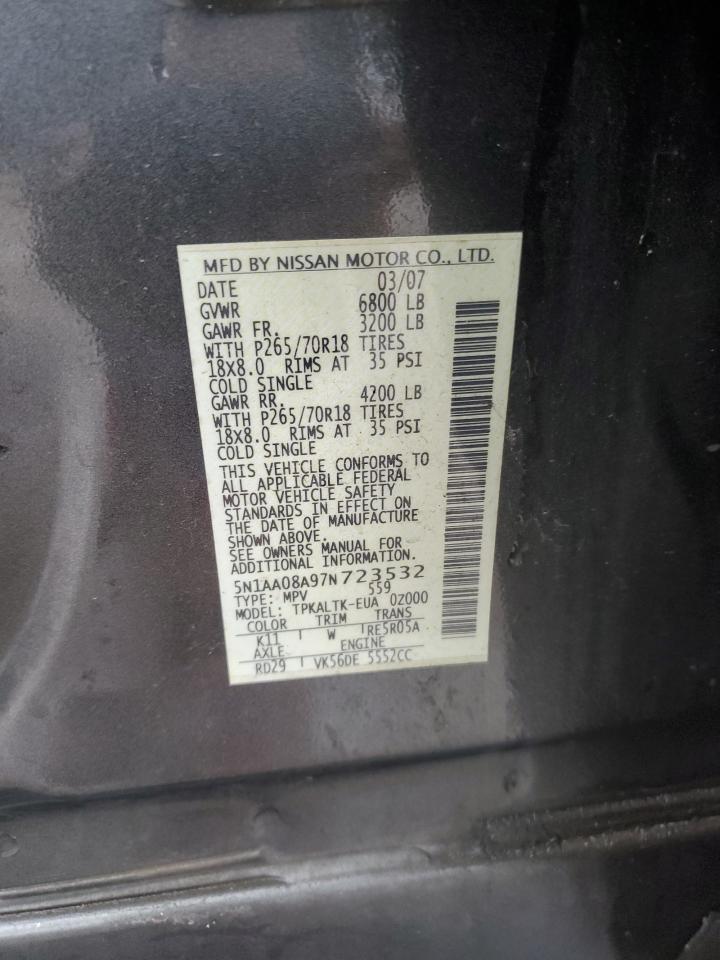 MFD BY NISSAN MOTOR CO., LTD.
DATE 03/07
GVWR 6800 LB
GAWR FR. 3200 LB
WITH P265/70R18 TIRES
18X8.0 RIMS AT 35 PSI
COLD SINGLE
GAWR RR. 4200 LB
WITH P265/70R18 TIRES
18X8.0 RIMS AT 35 PSI
COLD SINGLE
THIS VEHICLE CONFORMS TO
ALL APPLICABLE FEDERAL
MOTOR VEHICLE SAFETY
STANDARDS IN EFFECT ON
THE DATE OF MANUFACTURE
SHOWN ABOVE.
SEE OWNERS MANUAL FOR
ADDITIONAL INFORMATION.
5N1AA08A97N723532
TYPE: MPV 559
MODEL: TPKALTK-EUA 0Z000
COLOR TRIM TRANS
K11 W RE5R05A
AXLE ENGINE
RD29 VK56DE 5552CC